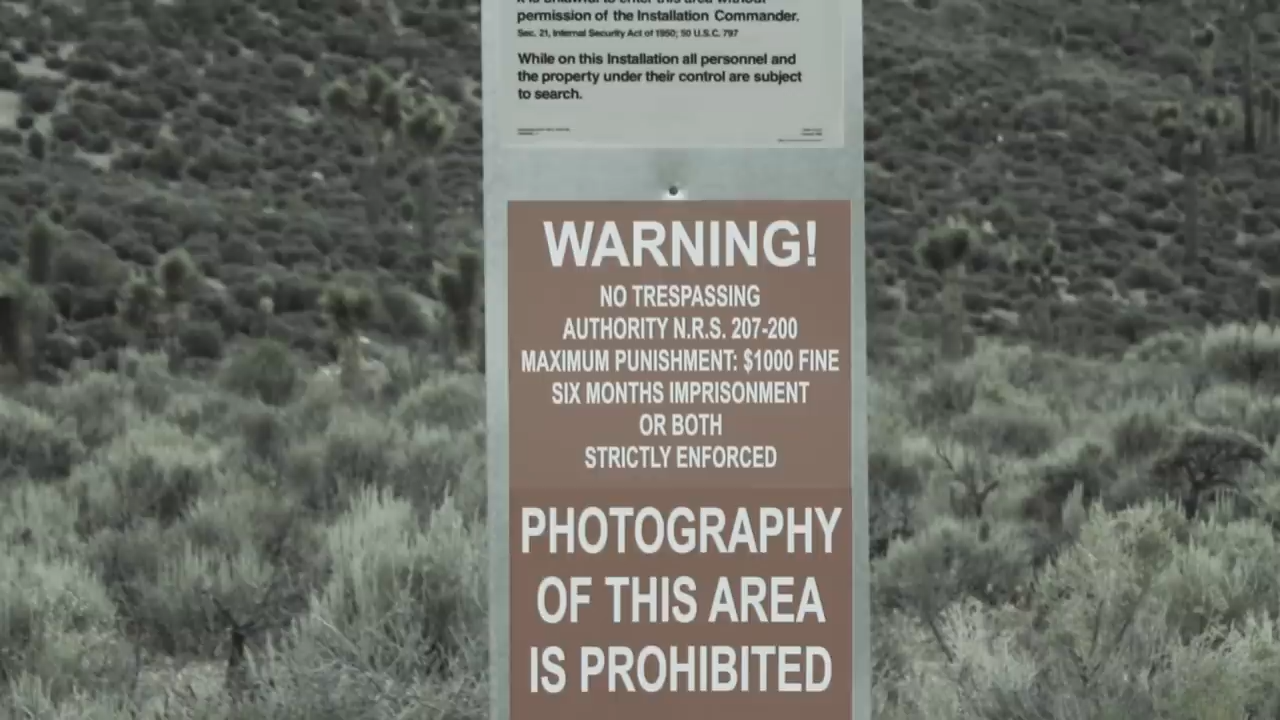 permission of the Installation Commander.
Sec. 21, Internal Security Act of 1950; 50 U.S.C. 797
While on this Installation all personnel and
the property under their control are subject
to search.
WARNING!
NO TRESPASSING
AUTHORITY N.R.S. 207-200
MAXIMUM PUNISHMENT: $1000 FINE
SIX MONTHS IMPRISONMENT
OR BOTH
STRICTLY ENFORCED
PHOTOGRAPHY
OF THIS AREA
IS PROHIBITED